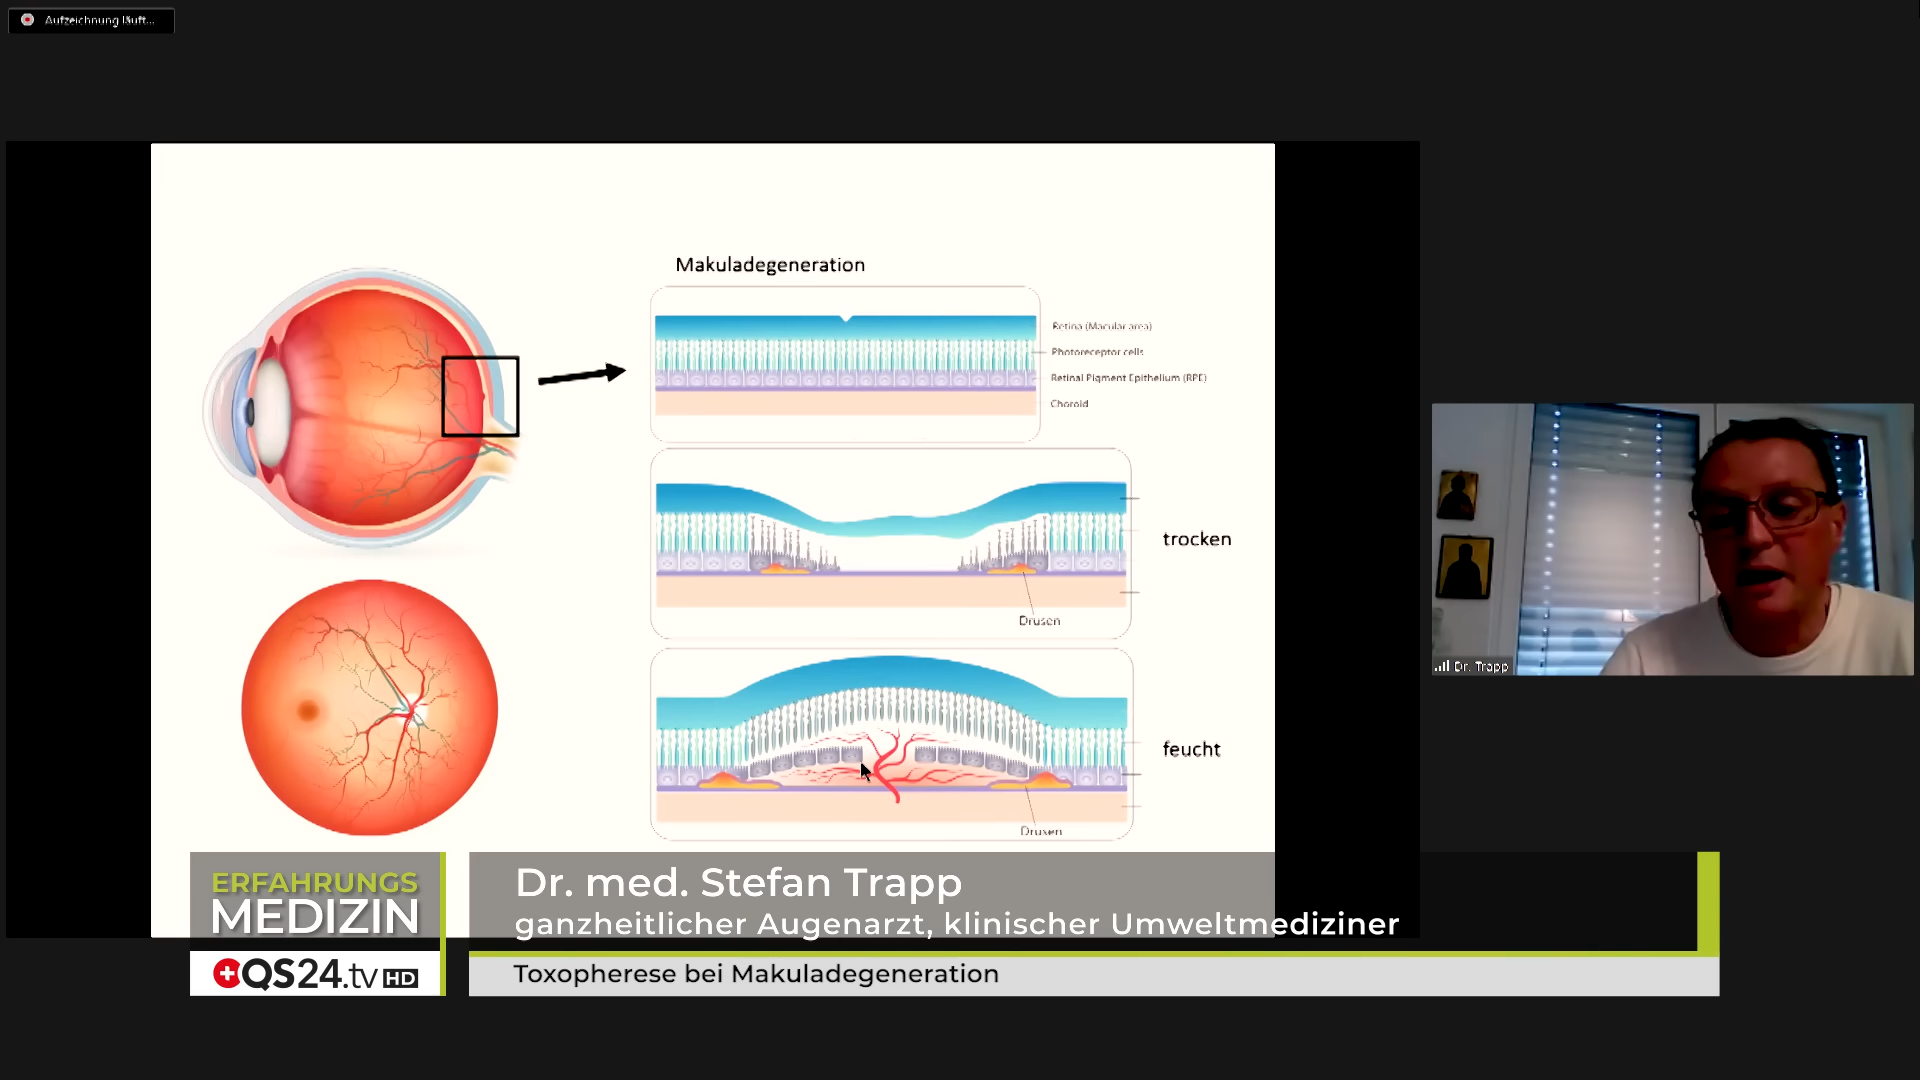 Aufzeichnung läuft...
Makuladegeneration
Retina (Macular area)
Photoreceptor cells
Retinal Pigment Epithelium (RPE)
Choroid
trocken
Drusen
feucht
Drusen
Dr. Trapp
ERFAHRUNGS
MEDIZIN
Dr. med. Stefan Trapp
ganzheitlicher Augenarzt, klinischer Umweltmediziner
QS24.tv HD
Toxopherese bei Makuladegeneration